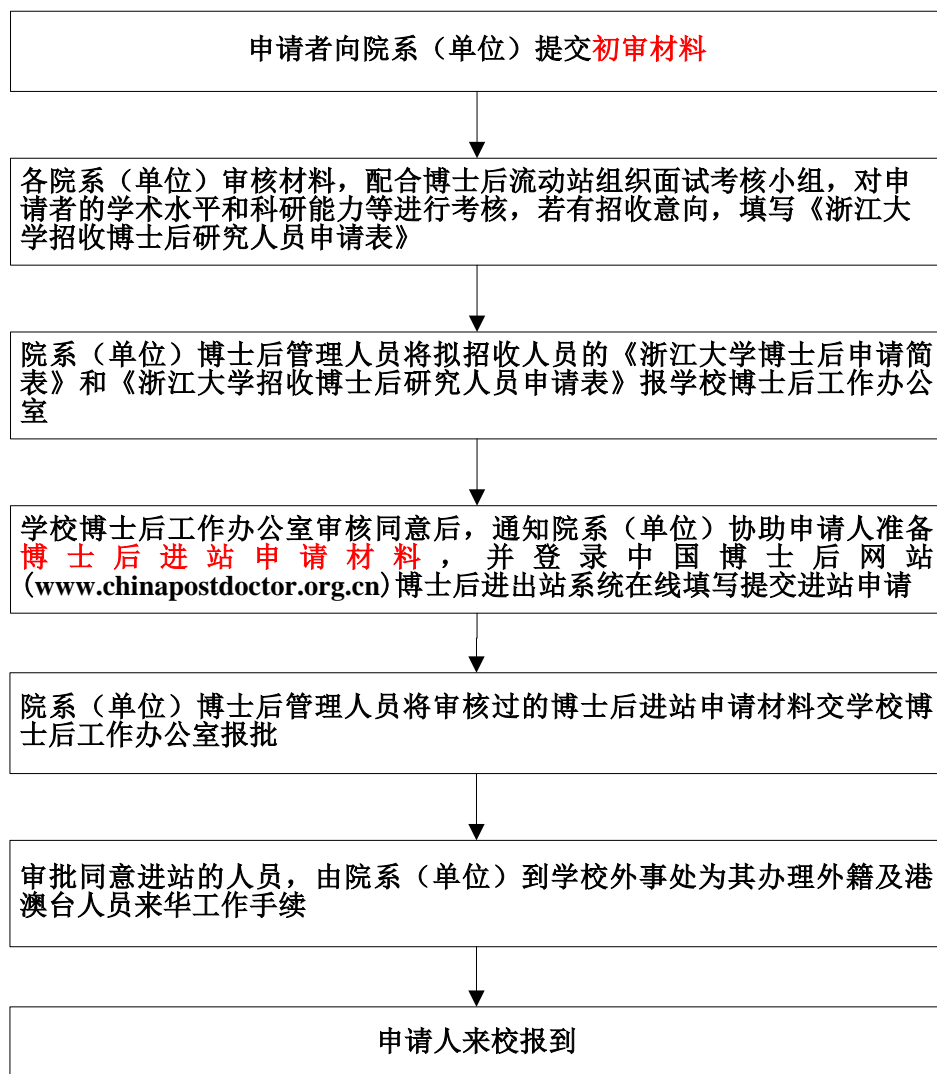 申请者向院系（单位）提交初审材料
各院系（单位）审核材料，配合博士后流动站组织面试考核小组，对申
请者的学术水平和科研能力等进行考核，若有招收意向，填写《浙江大
学招收博士后研究人员申请表》
院系（单位）博士后管理人员将拟招收人员的《浙江大学博士后申请简
表》和《浙江大学招收博士后研究人员申请表》报学校博士后工作办公
室
学校博士后工作办公室审核同意后，通知院系（单位）协助申请人准备
博士后进站申请材料，并登录中国博士后网站
(www.chinapostdoctor.org.cn)博士后进出站系统在线填写提交进站申请
院系（单位）博士后管理人员将审核过的博士后进站申请材料交学校博
士后工作办公室报批
审批同意进站的人员，由院系（单位）到学校外事处为其办理外籍及港
澳台人员来华工作手续
申请人来校报到